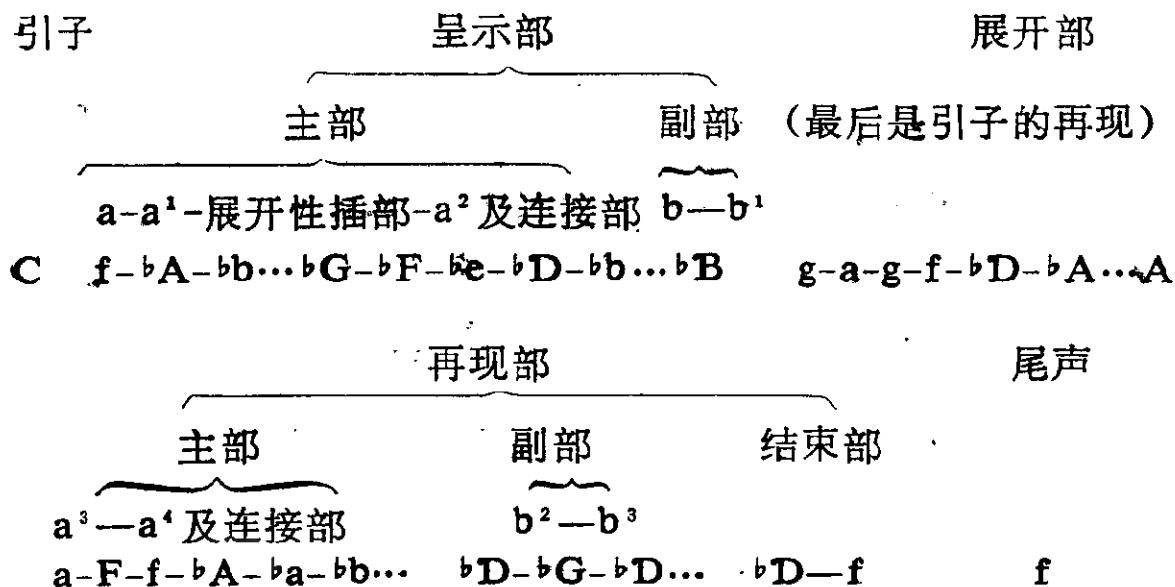 引子 呈示部 展开部
主部 副部 (最后是引子的再现)
a-a¹-展开性插部-a²及连接部 b—b¹
C f-♭A-♭b…♭G-♭F-♭e-♭D-♭b…♭B g-a-g-f-♭D-♭A…A
再现部 尾声
主部 副部 结束部
a³—a⁴及连接部 b²—b³
a-F-f-♭A-♭a-♭b… ♭D-♭G-♭D… ♭D—f f